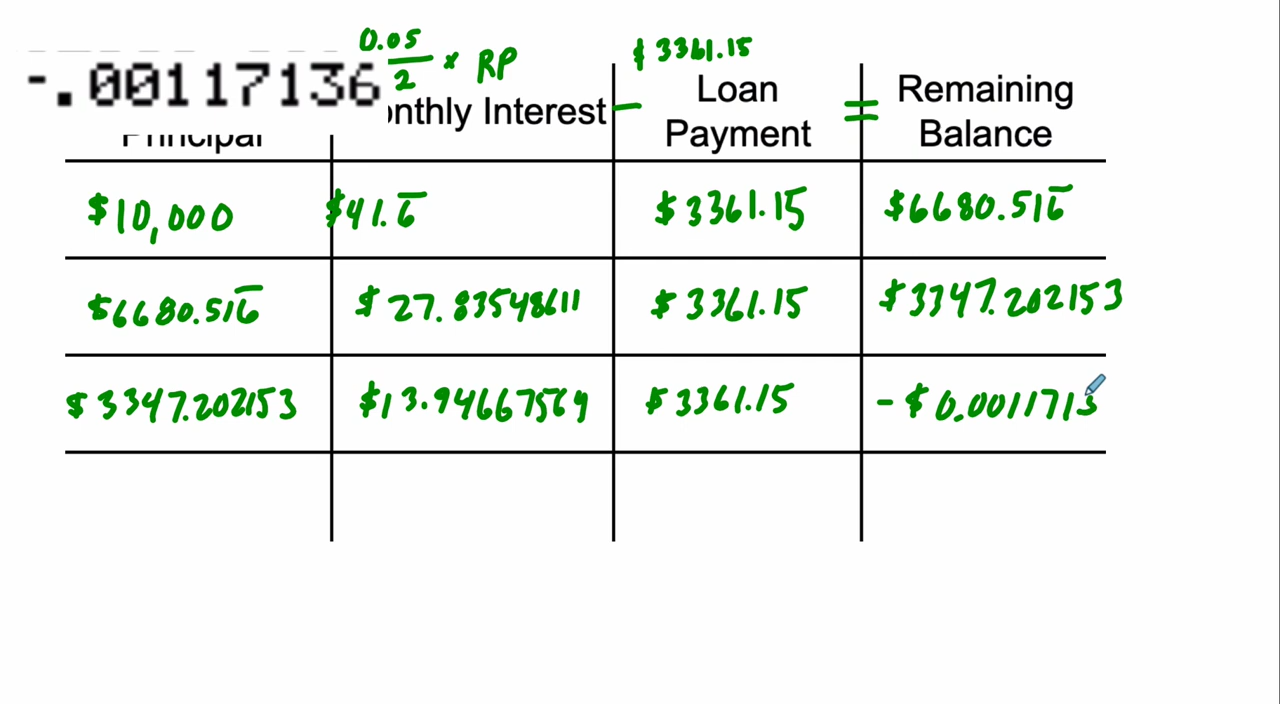 -.00117136
0.05
2 × RP
$ 3361.15
Principal
onthly Interest - Loan Payment = Remaining Balance
$10,000 $41.6̅ $3361.15 $6680.516̅
$6680.516̅ $27.83548611 $3361.15 $3347.202153
$3347.202153 $13.94667564 $3361.15 -$0.0011713